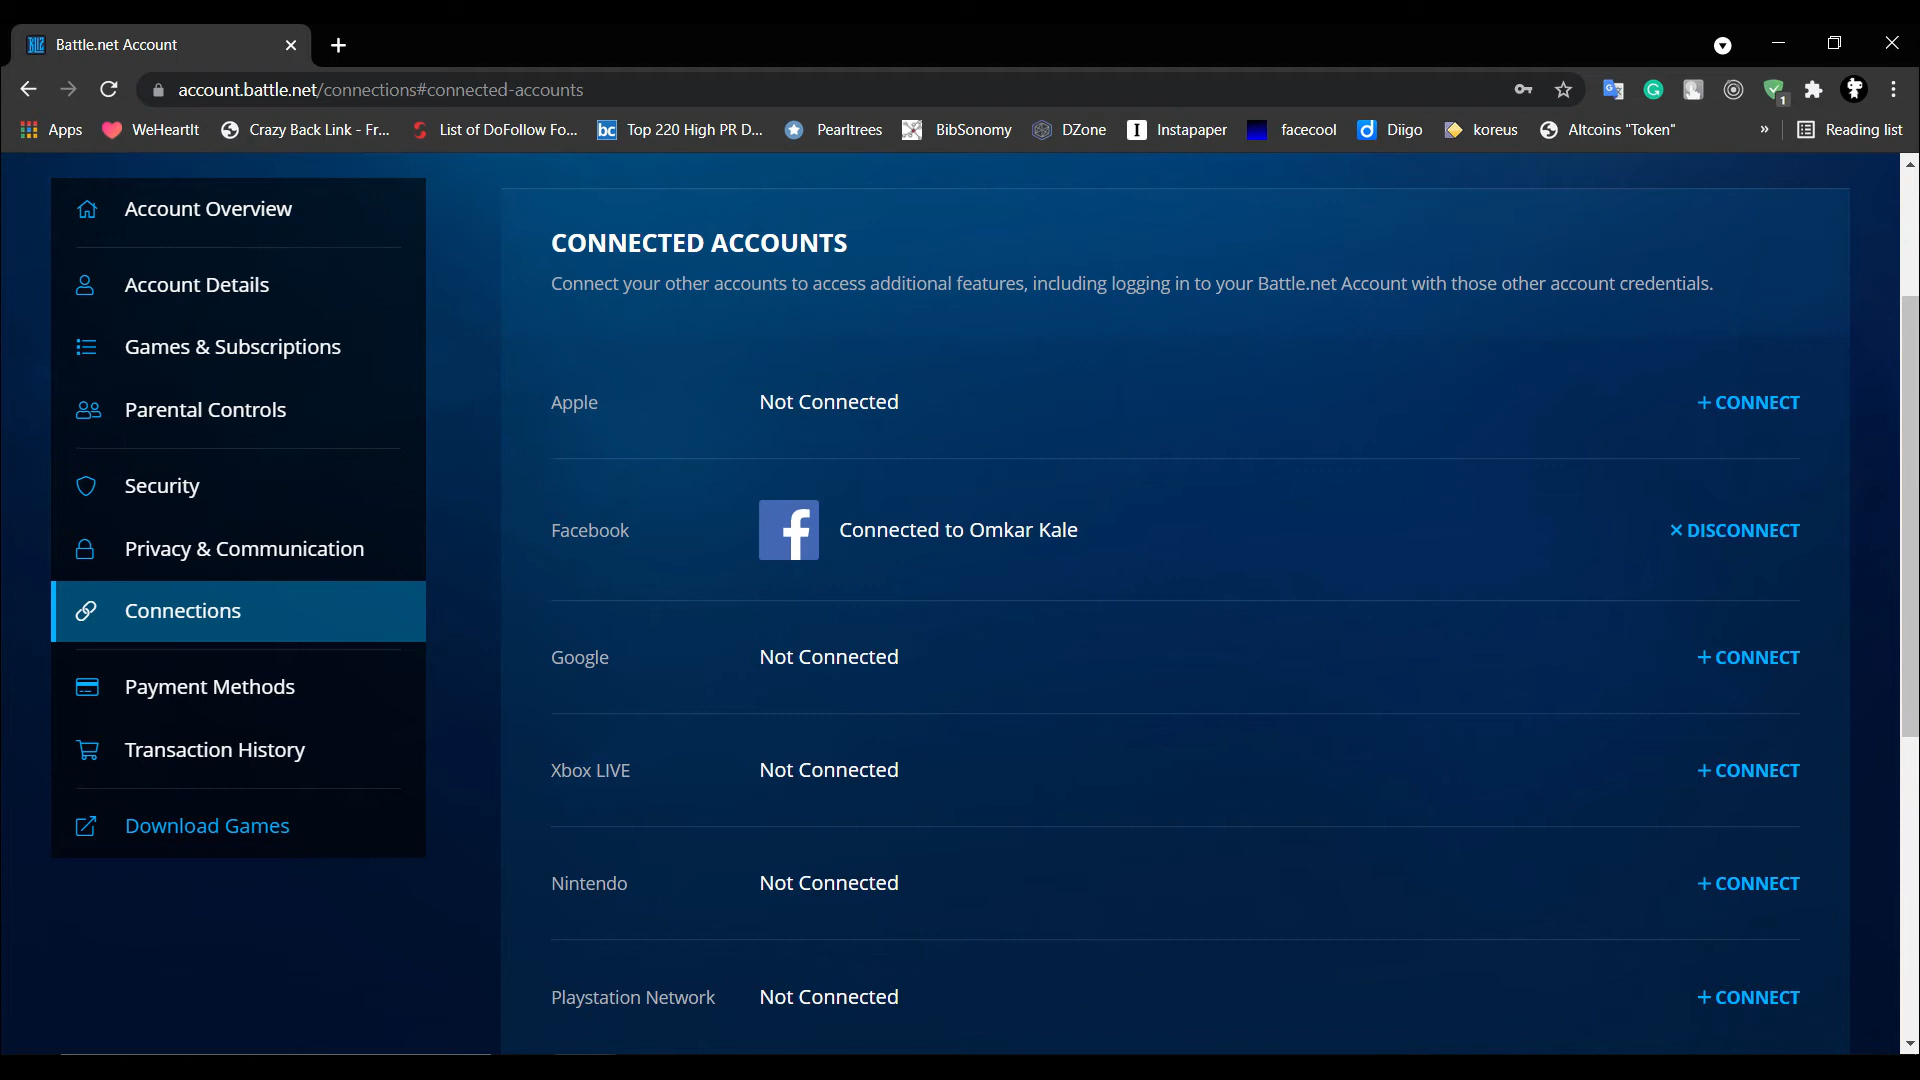 Battle.net Account
account.battle.net/connections#connected-accounts
Apps WeHeartIt Crazy Back Link - Fr... List of DoFollow Fo... Top 220 High PR D... Pearltrees BibSonomy DZone Instapaper facecool Diigo koreus Altcoins "Token" » Reading list
Account Overview
Account Details
Games & Subscriptions
Parental Controls
Security
Privacy & Communication
Connections
Payment Methods
Transaction History
Download Games
CONNECTED ACCOUNTS
Connect your other accounts to access additional features, including logging in to your Battle.net Account with those other account credentials.
Apple Not Connected + CONNECT
Facebook Connected to Omkar Kale × DISCONNECT
Google Not Connected + CONNECT
Xbox LIVE Not Connected + CONNECT
Nintendo Not Connected + CONNECT
Playstation Network Not Connected + CONNECT